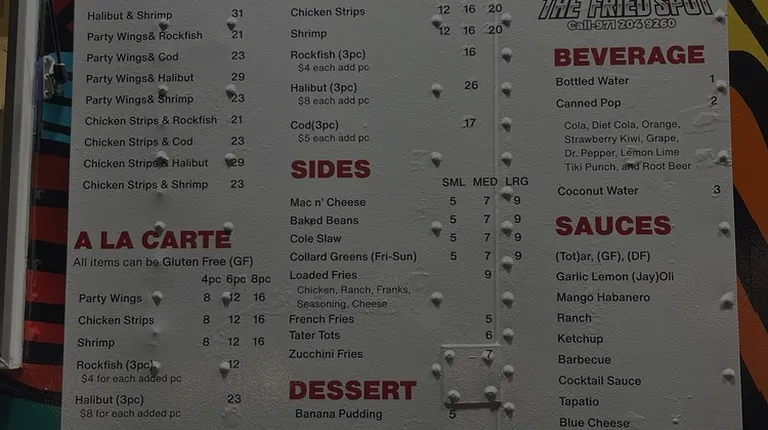 Halibut & Shrimp 31
Party Wings& Rockfish 21
Party Wings& Cod 23
Party Wings& Halibut 29
Party Wings& Shrimp 23
Chicken Strips & Rockfish 21
Chicken Strips & Cod 23
Chicken Strips & Halibut 29
Chicken Strips & Shrimp 23
A LA CARTE
All items can be Gluten Free (GF)
4pc 6pc 8pc
Party Wings 8 12 16
Chicken Strips 8 12 16
Shrimp 8 12 16
Rockfish (3pc) 12
$4 for each added pc
Halibut (3pc) 23
$8 for each added pc
Chicken Strips 12 16 20
Shrimp 12 16 20
Rockfish (3pc) 16
$4 each add pc
Halibut (3pc) 26
$8 each add pc
Cod(3pc) 17
$5 each add pc
SIDES
SML MED LRG
Mac n' Cheese 5 7 9
Baked Beans 5 7 9
Cole Slaw 5 7 9
Collard Greens (Fri-Sun) 5 7 9
Loaded Fries 9
Chicken, Ranch, Franks,
Seasoning, Cheese
French Fries 5
Tater Tots 6
Zucchini Fries 7
DESSERT
Banana Pudding 5
THE FRIED SPOT
Call-971 204 9260
BEVERAGE
Bottled Water 1
Canned Pop 2
Cola, Diet Cola, Orange,
Strawberry Kiwi, Grape,
Dr. Pepper, Lemon Lime
Tiki Punch, and Root Beer
Coconut Water 3
SAUCES
(Tot)ar, (GF), (DF)
Garlic Lemon (Jay)Oli
Mango Habanero
Ranch
Ketchup
Barbecue
Cocktail Sauce
Tapatio
Blue Cheese